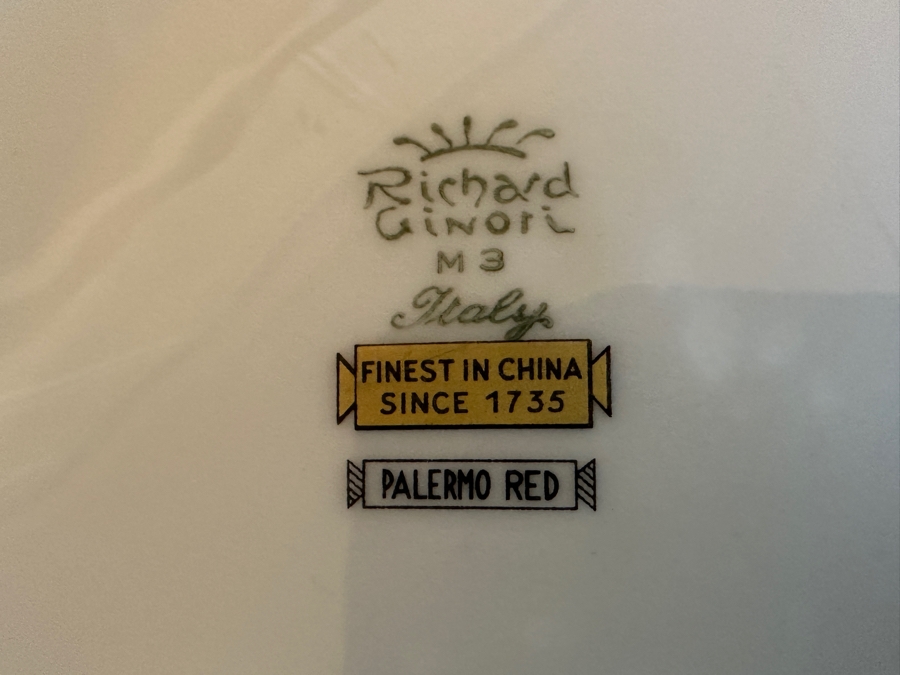 Richard
Ginori
M 3
Italy
FINEST IN CHINA
SINCE 1735
PALERMO RED